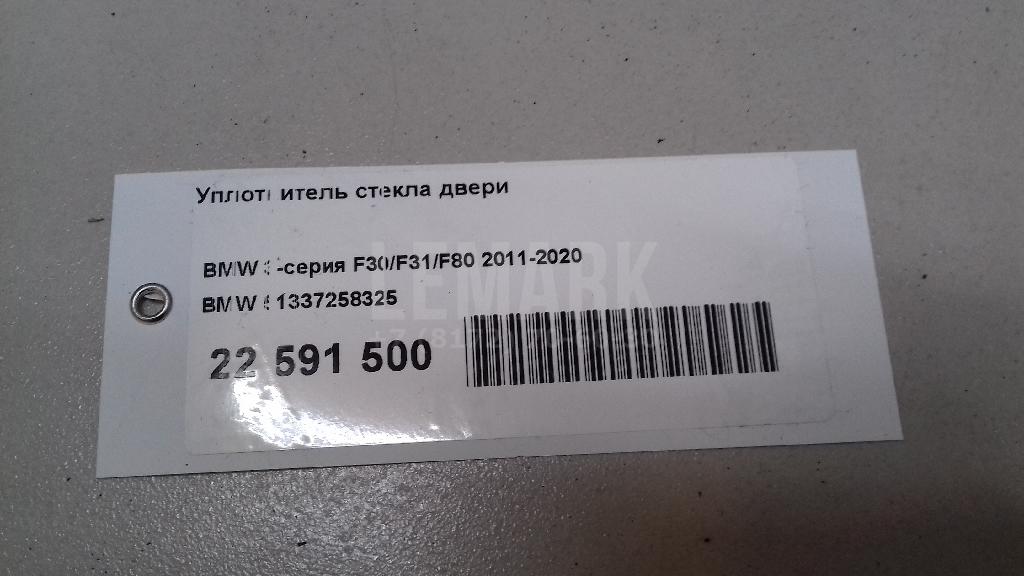 Уплотнитель стекла двери
BMW 3-серия F30/F31/F80 2011-2020
BMW 51337258325
22 591 500
LEMARK